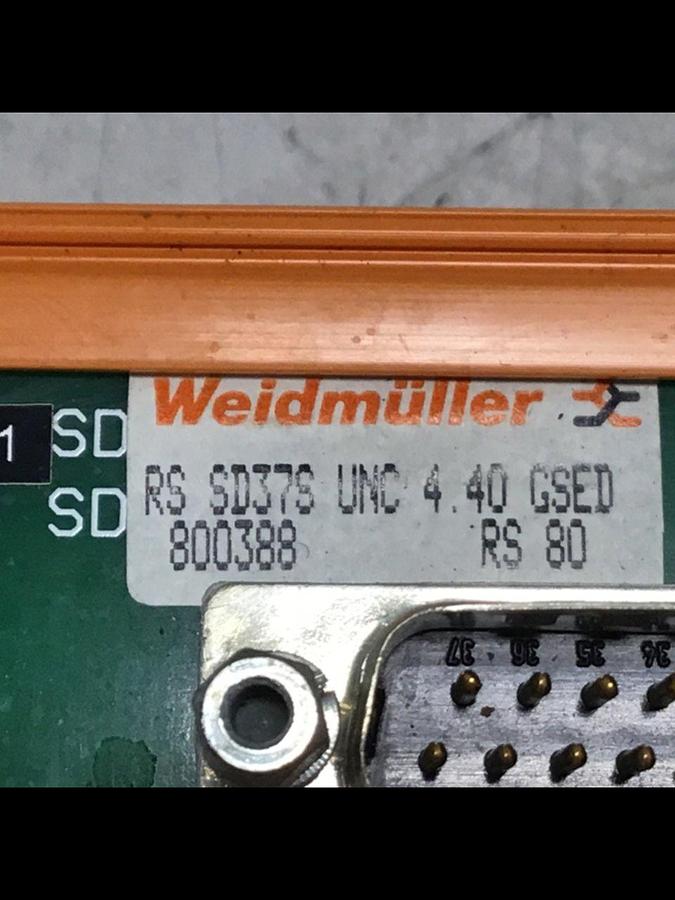 Weidmüller
1 SD
RS SD37S UNC 4.40 GSED
SD
800388 RS 80
37 36 35 34